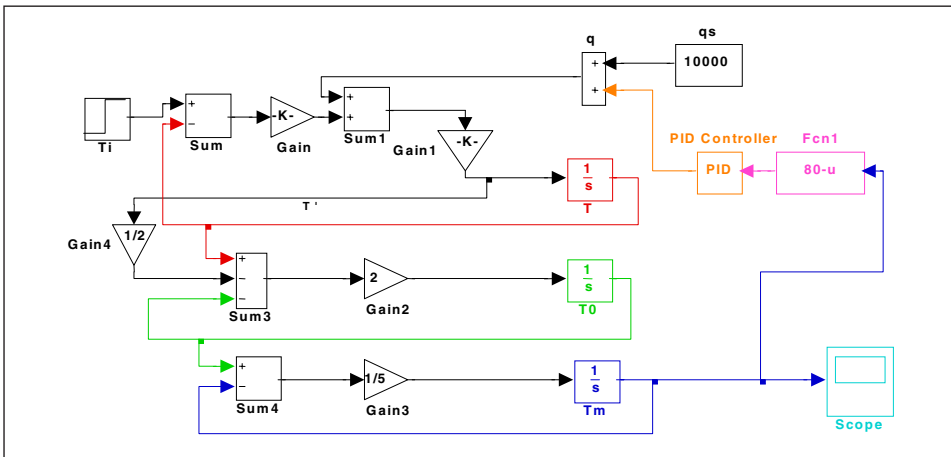 q
qs
10000
+
+
Ti
+
−
Sum
-K-
Gain
+
+
Sum1
Gain1
-K-
PID Controller
PID
Fcn1
80-u
1
s
T
T '
1/2
Gain4
+
−
−
Sum3
2
Gain2
1
s
T0
+
−
Sum4
1/5
Gain3
1
s
Tm
Scope